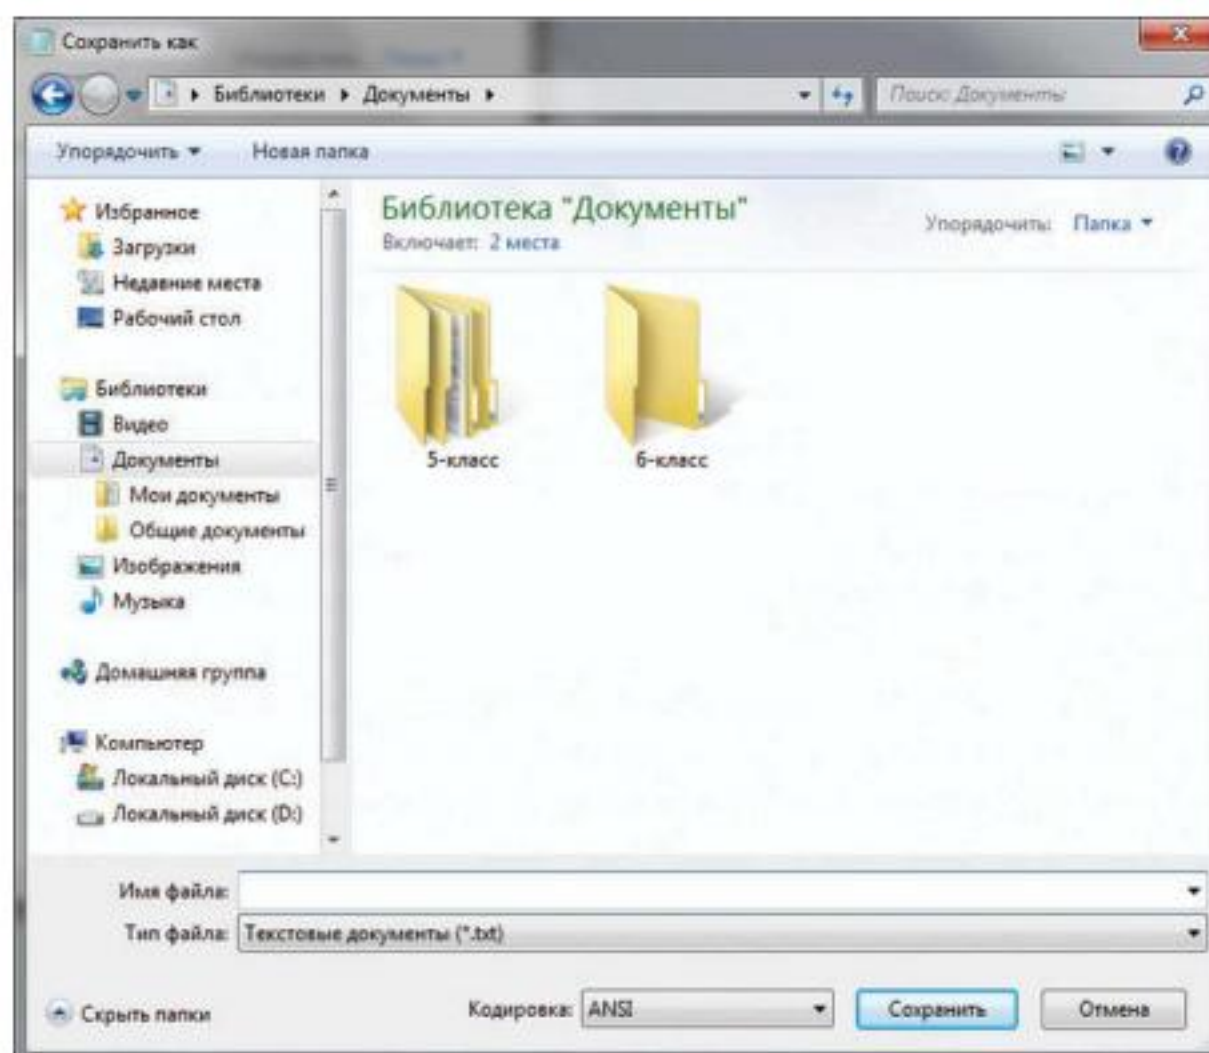 Сохранить как
Библиотеки ▸ Документы ▸
Поиск: Документы
Упорядочить ▾ Новая папка
Избранное
Загрузки
Недавние места
Рабочий стол
Библиотеки
Видео
Документы
Мои документы
Общие документы
Изображения
Музыка
Домашняя группа
Компьютер
Локальный диск (C:)
Локальный диск (D:)
Библиотека "Документы"
Включает: 2 места
Упорядочить: Папка ▾
5-класс
6-класс
Имя файла:
Тип файла: Текстовые документы (*.txt)
Скрыть папки
Кодировка: ANSI
Сохранить
Отмена